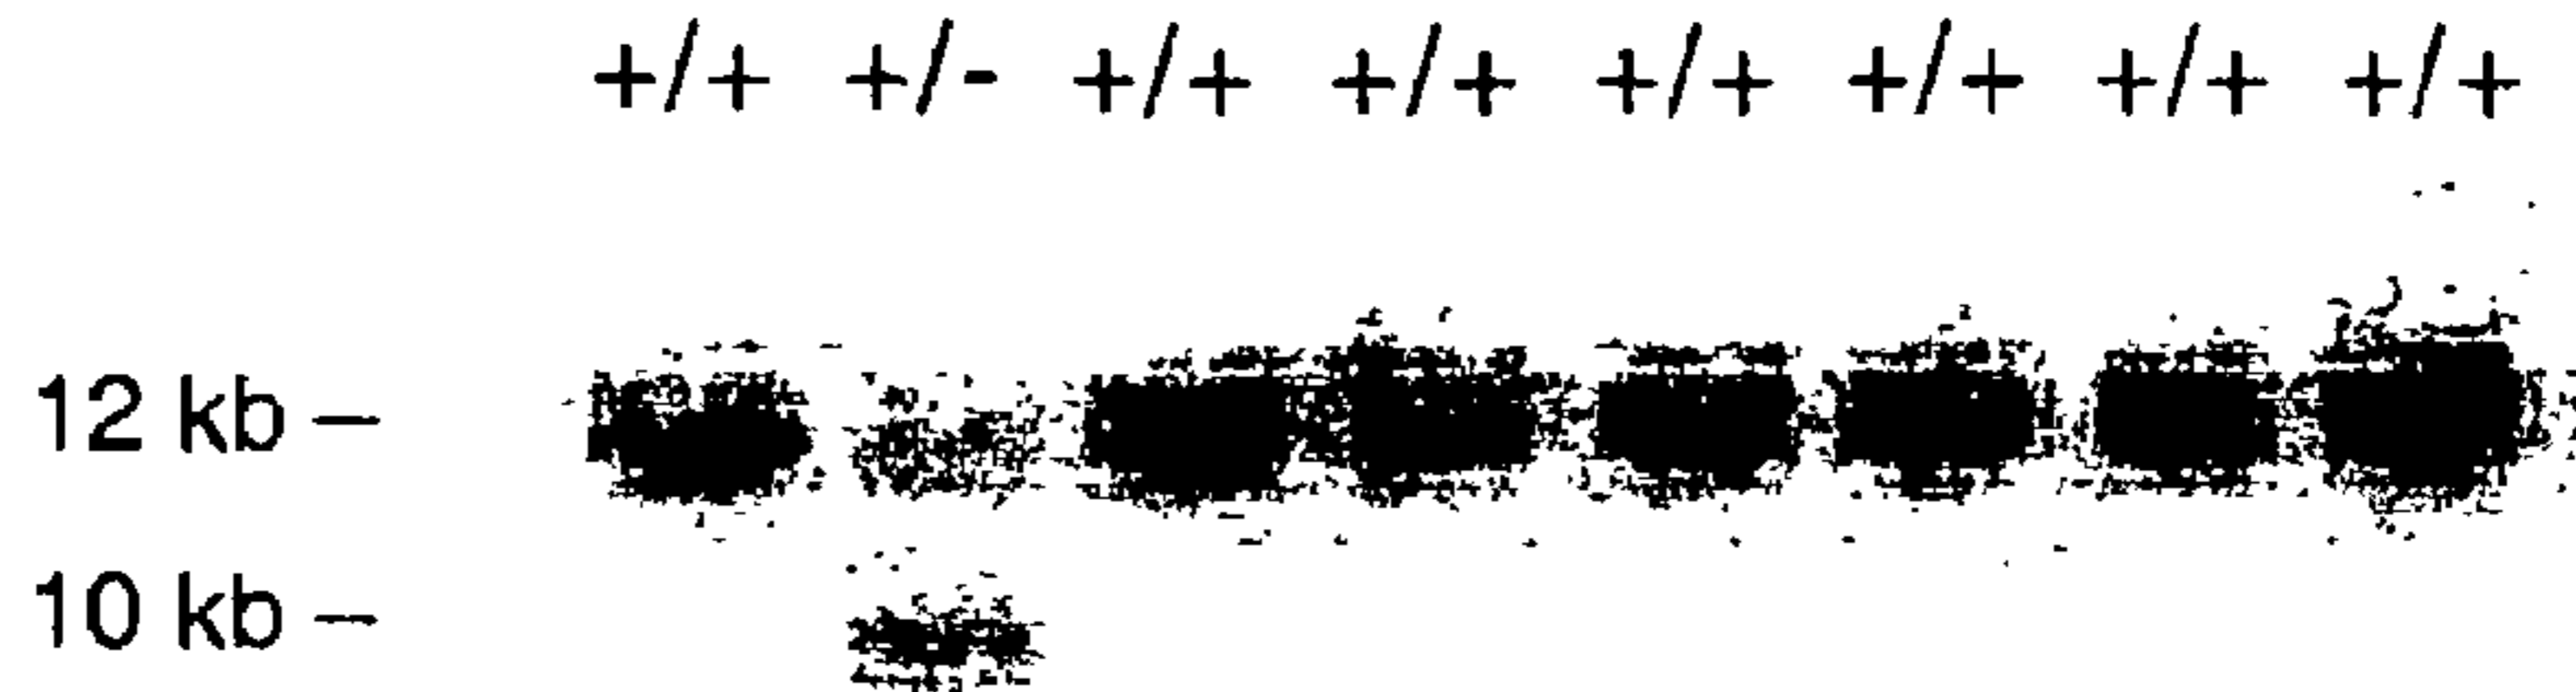 +/+ +/- +/+ +/+ +/+ +/+ +/+ +/+
12 kb –
10 kb –